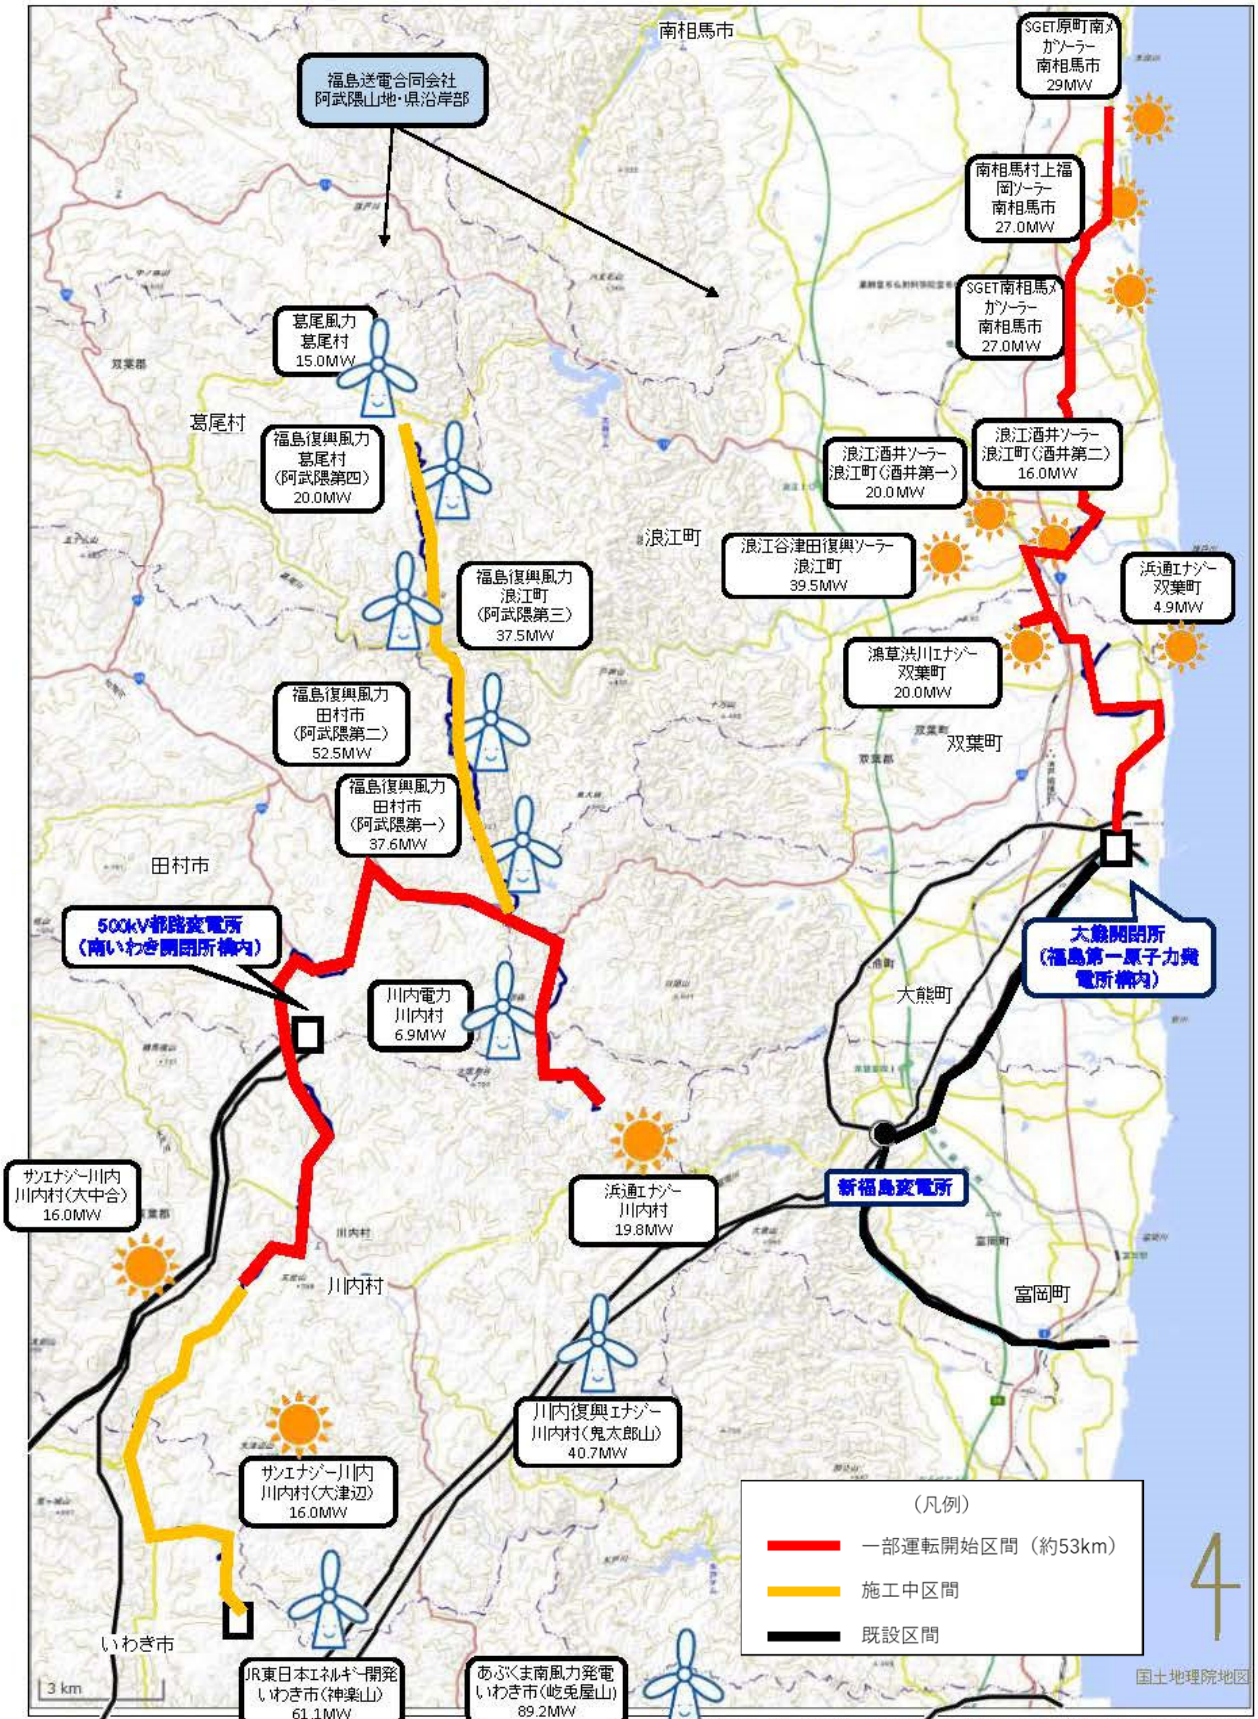 南相馬市
SGET原町南メ
ガソーラー
南相馬市
29MW
福島送電合同会社
阿武隈山地・県沿岸部
南相馬村上福
岡ソーラー
南相馬市
27.0MW
SGET南相馬メ
ガソーラー
南相馬市
27.0MW
葛尾風力
葛尾村
15.0MW
双葉郡
葛尾村
福島復興風力
葛尾村
(阿武隈第四)
20.0MW
浪江酒井ソーラー
浪江町(酒井第二)
16.0MW
浪江酒井ソーラー
浪江町(酒井第一)
20.0MW
浪江町
浪江谷津田復興ソーラー
浪江町
39.5MW
浜通エナジー
双葉町
4.9MW
福島復興風力
浪江町
(阿武隈第三)
37.5MW
鴻草渋川エナジー
双葉町
20.0MW
福島復興風力
田村市
(阿武隈第二)
52.5MW
双葉町
双葉町
双葉郡
福島復興風力
田村市
(阿武隈第一)
37.6MW
田村市
500kV都路変電所
(南いわき開閉所構内)
大熊開閉所
(福島第一原子力発
電所構内)
大熊町
川内電力
川内村
6.9MW
サンエナジー川内
川内村(大中合)
16.0MW
浜通エナジー
川内村
19.8MW
新福島変電所
川内村
川内村
富岡町
富岡町
川内復興エナジー
川内村(鬼太郎山)
40.7MW
サンエナジー川内
川内村(大津辺)
16.0MW
(凡例)
一部運転開始区間（約53km）
施工中区間
既設区間
いわき市
JR東日本エネルギー開発
いわき市(神楽山)
61.1MW
あぶくま南風力発電
いわき市(屹兎屋山)
89.2MW
3 km
国土地理院地図